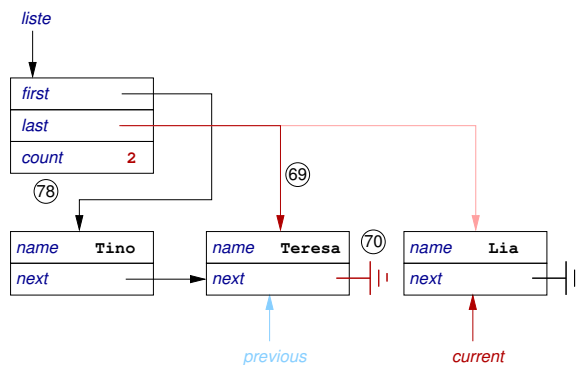 liste
first
last
count 2
78
69
name Tino
next
name Teresa
next
70
name Lia
next
previous
current